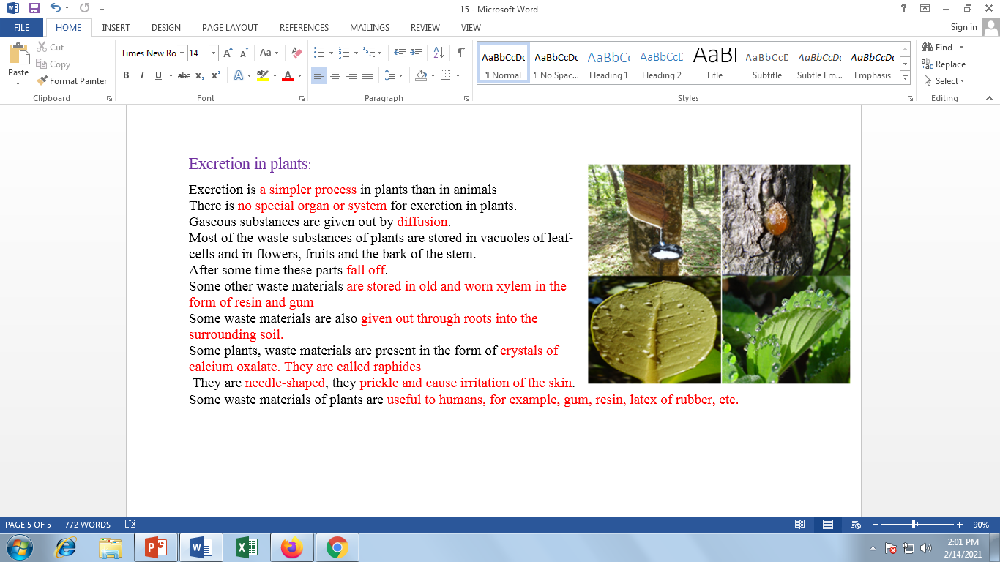 15 - Microsoft Word
FILE HOME INSERT DESIGN PAGE LAYOUT REFERENCES MAILINGS REVIEW VIEW Sign in
Paste
Cut
Copy
Format Painter
Clipboard
Times New Ro 14
Aa
B I U abc x₂ x²
Font
Paragraph
AaBbCcDc AaBbCcDc AaBbCc AaBbCcD AaBl AaBbCcD AaBbCcDc AaBbCcDc
¶ Normal ¶ No Spac... Heading 1 Heading 2 Title Subtitle Subtle Em... Emphasis
Styles
Find
Replace
Select
Editing
Excretion in plants:
Excretion is a simpler process in plants than in animals
There is no special organ or system for excretion in plants.
Gaseous substances are given out by diffusion.
Most of the waste substances of plants are stored in vacuoles of leaf-
cells and in flowers, fruits and the bark of the stem.
After some time these parts fall off.
Some other waste materials are stored in old and worn xylem in the
form of resin and gum
Some waste materials are also given out through roots into the
surrounding soil.
Some plants, waste materials are present in the form of crystals of
calcium oxalate. They are called raphides
They are needle-shaped, they prickle and cause irritation of the skin.
Some waste materials of plants are useful to humans, for example, gum, resin, latex of rubber, etc.
PAGE 5 OF 5 772 WORDS 90%
2:01 PM
2/14/2021